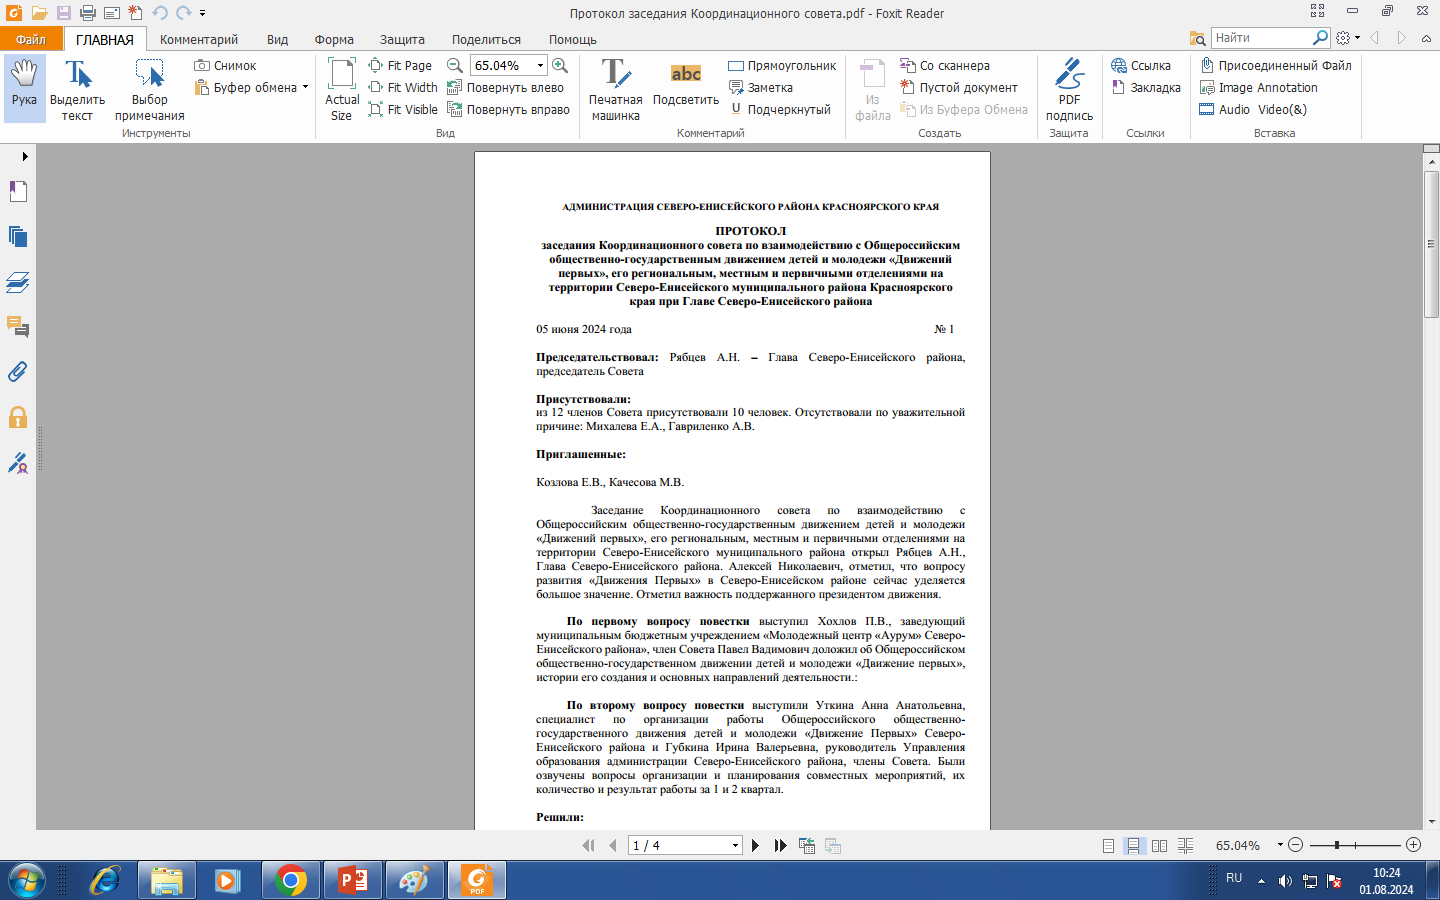 Протокол заседания Координационного совета.pdf - Foxit Reader
Файл ГЛАВНАЯ Комментарий Вид Форма Защита Поделиться Помощь Найти
Рука
Выделить текст
Выбор примечания
Снимок
Буфер обмена
Инструменты
Actual Size
Fit Page
Fit Width
Fit Visible
65.04%
Повернуть влево
Повернуть вправо
Вид
Печатная машинка
abc
Подсветить
Прямоугольник
Заметка
Подчеркнутый
Комментарий
Из файла
Со сканера
Пустой документ
Из Буфера Обмена
Создать
PDF подпись
Защита
Ссылка
Закладка
Ссылки
Присоединенный Файл
Image Annotation
Audio Video(&)
Вставка
АДМИНИСТРАЦИЯ СЕВЕРО-ЕНИСЕЙСКОГО РАЙОНА КРАСНОЯРСКОГО КРАЯ
ПРОТОКОЛ
заседания Координационного совета по взаимодействию с Общероссийским
общественно-государственным движением детей и молодежи «Движений
первых», его региональным, местным и первичными отделениями на
территории Северо-Енисейского муниципального района Красноярского
края при Главе Северо-Енисейского района
05 июня 2024 года № 1
Председательствовал: Рябцев А.Н. – Глава Северо-Енисейского района,
председатель Совета
Присутствовали:
из 12 членов Совета присутствовали 10 человек. Отсутствовали по уважительной
причине: Михалева Е.А., Гавриленко А.В.
Приглашенные:
Козлова Е.В., Качесова М.В.
Заседание Координационного совета по взаимодействию с
Общероссийским общественно-государственным движением детей и молодежи
«Движений первых», его региональным, местным и первичными отделениями на
территории Северо-Енисейского муниципального района открыл Рябцев А.Н.,
Глава Северо-Енисейского района. Алексей Николаевич, отметил, что вопросу
развития «Движения Первых» в Северо-Енисейском районе сейчас уделяется
большое значение. Отметил важность поддержанного президентом движения.
По первому вопросу повестки выступил Хохлов П.В., заведующий
муниципальным бюджетным учреждением «Молодежный центр «Аурум» Северо-
Енисейского района», член Совета Павел Вадимович доложил об Общероссийском
общественно-государственном движении детей и молодежи «Движение первых»,
истории его создания и основных направлений деятельности.:
По второму вопросу повестки выступили Уткина Анна Анатольевна,
специалист по организации работы Общероссийского общественно-
государственного движения детей и молодежи «Движение Первых» Северо-
Енисейского района и Губкина Ирина Валерьевна, руководитель Управления
образования администрации Северо-Енисейского района, члены Совета. Были
озвучены вопросы организации и планирования совместных мероприятий, их
количество и результат работы за 1 и 2 квартал.
Решили:
1 / 4
65.04%
PDF
RU
10:24
01.08.2024